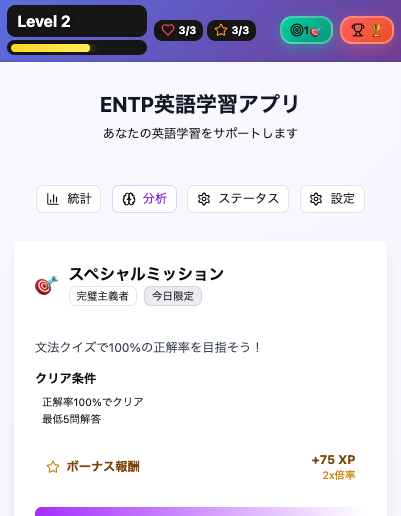 Level 2
3/3
3/3
1
ENTP英語学習アプリ
あなたの英語学習をサポートします
統計
分析
ステータス
設定
スペシャルミッション
完璧主義者
今日限定
文法クイズで100%の正解率を目指そう！
クリア条件
正解率100%でクリア
最低5問解答
ボーナス報酬
+75 XP
2x倍率